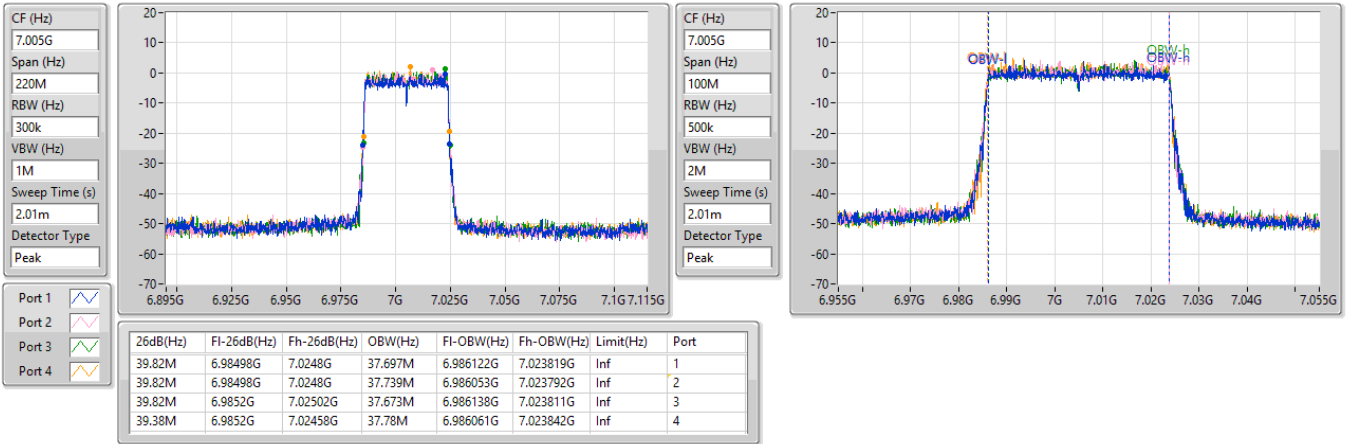 CF (Hz)
7.005G
Span (Hz)
220M
RBW (Hz)
300k
VBW (Hz)
1M
Sweep Time (s)
2.01m
Detector Type
Peak
20
10
0
-10
-20
-30
-40
-50
-60
-70
6.895G 6.925G 6.95G 6.975G 7G 7.025G 7.05G 7.075G 7.1G 7.115G
CF (Hz)
7.005G
Span (Hz)
100M
RBW (Hz)
500k
VBW (Hz)
2M
Sweep Time (s)
2.01m
Detector Type
Peak
20
10
0
-10
-20
-30
-40
-50
-60
-70
OBW-l
OBW-h
OBW-h
6.955G 6.97G 6.98G 6.99G 7G 7.01G 7.02G 7.03G 7.04G 7.055G
Port 1
Port 2
Port 3
Port 4
26dB(Hz) Fl-26dB(Hz) Fh-26dB(Hz) OBW(Hz) Fl-OBW(Hz) Fh-OBW(Hz) Limit(Hz) Port
39.82M 6.98498G 7.0248G 37.697M 6.986122G 7.023819G Inf 1
39.82M 6.98498G 7.0248G 37.739M 6.986053G 7.023792G Inf 2
39.82M 6.9852G 7.02502G 37.673M 6.986138G 7.023811G Inf 3
39.38M 6.9852G 7.02458G 37.78M 6.986061G 7.023842G Inf 4